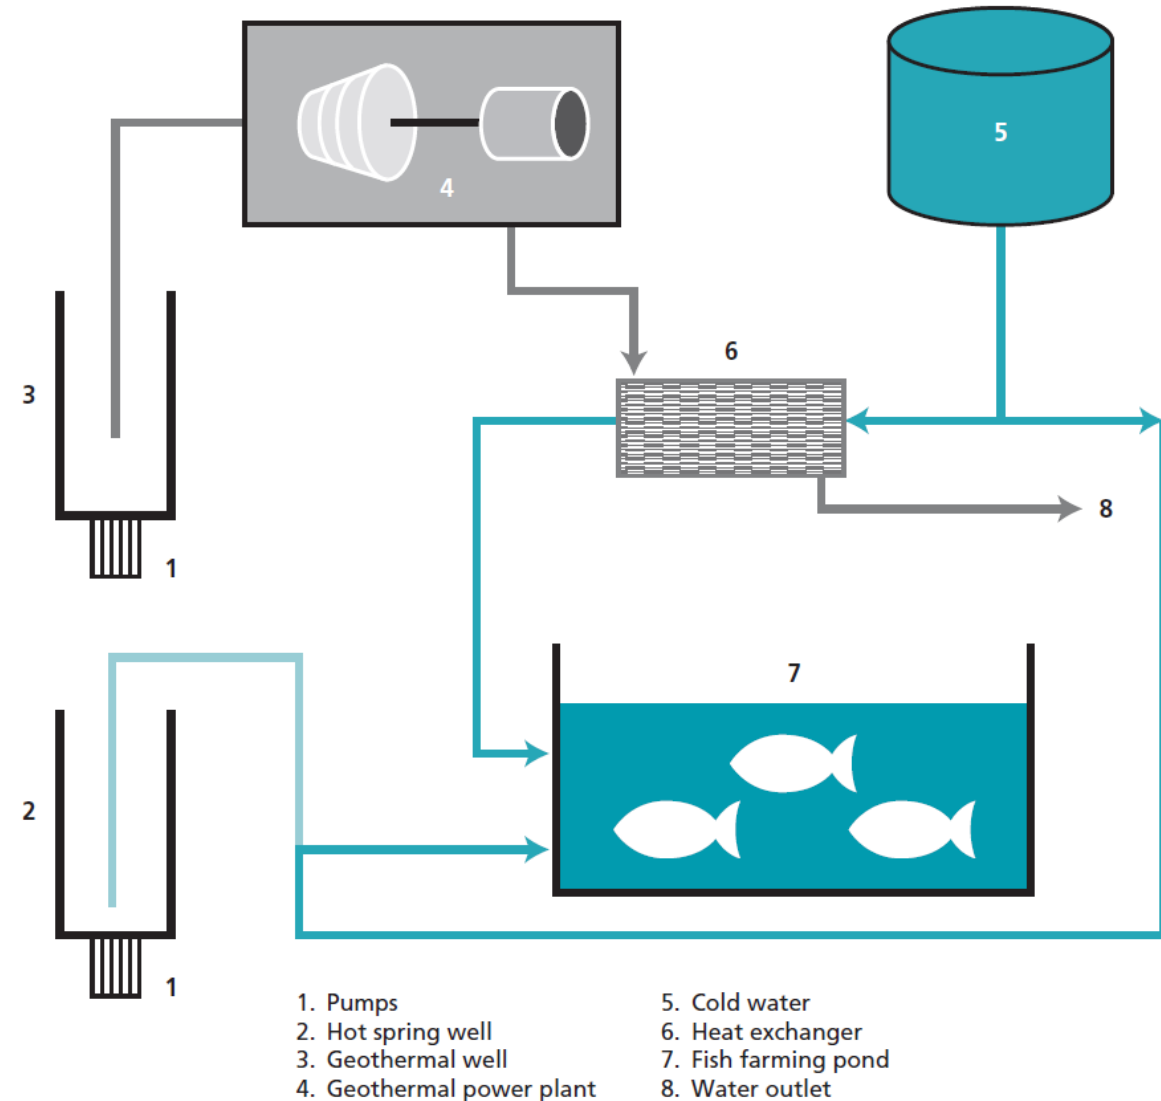 4
5
6
3
8
1
7
2
1
1. Pumps
2. Hot spring well
3. Geothermal well
4. Geothermal power plant
5. Cold water
6. Heat exchanger
7. Fish farming pond
8. Water outlet